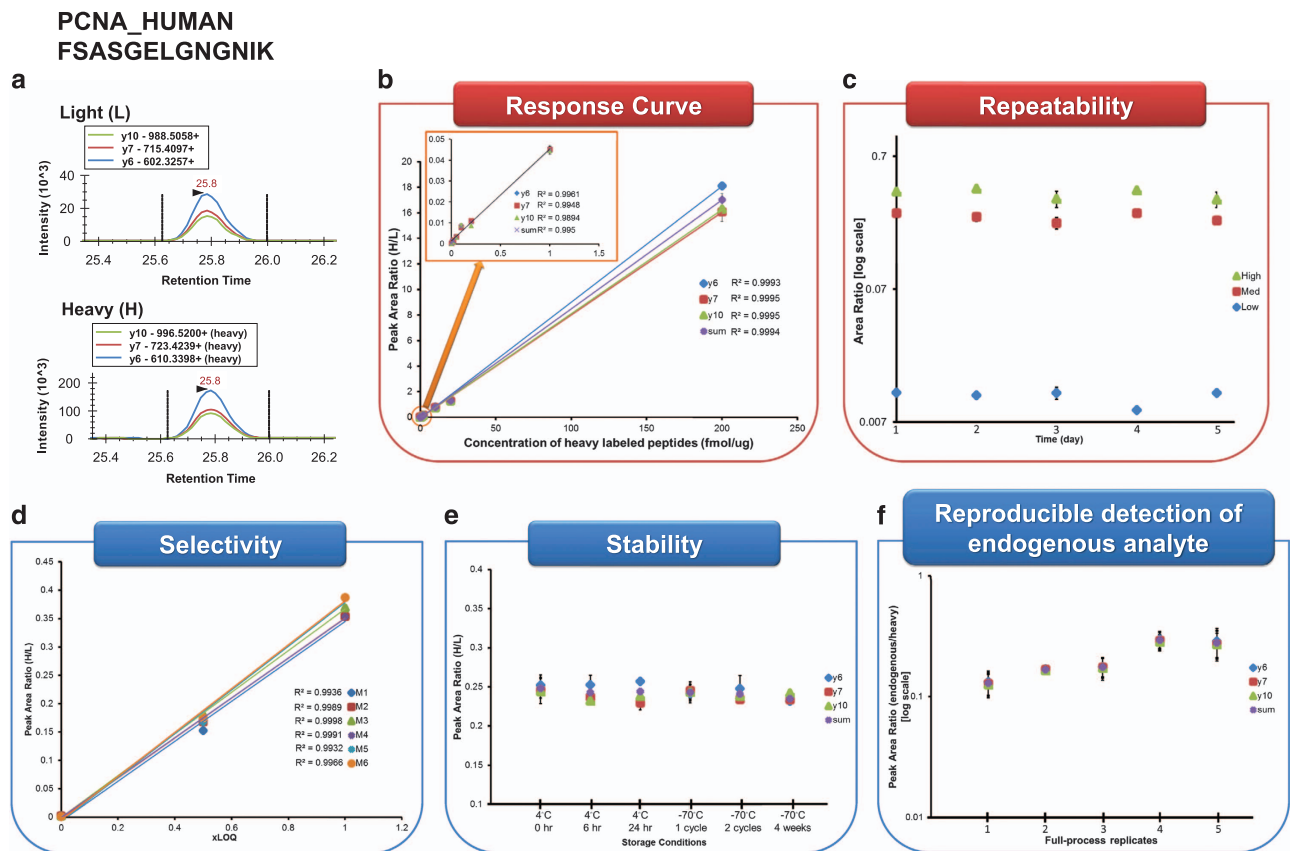 PCNA_HUMAN
FSASGELGNGNIK
a
Light (L)
y10 - 988.5058+
y7 - 715.4097+
y6 - 602.3257+
Intensity (10^3)
40
20
0
25.8
25.4 25.6 25.8 26.0 26.2
Retention Time
Heavy (H)
y10 - 996.5200+ (heavy)
y7 - 723.4239+ (heavy)
y6 - 610.3398+ (heavy)
Intensity (10^3)
200
100
0
25.8
25.4 25.6 25.8 26.0 26.2
Retention Time
b
Response Curve
Peak Area Ratio (H/L)
20
18
16
14
12
10
8
6
4
2
0
0.05
0.04
0.03
0.02
0.01
0
0 0.5 1 1.5
y6 R² = 0.9961
y7 R² = 0.9948
y10 R² = 0.9894
sum R² = 0.995
y6 R² = 0.9993
y7 R² = 0.9995
y10 R² = 0.9995
sum R² = 0.9994
0 50 100 150 200 250
Concentration of heavy labeled peptides (fmol/ug)
c
Repeatability
Area Ratio [log scale]
0.7
0.07
0.007
High
Med
Low
1 2 3 4 5
Time (day)
d
Selectivity
Peak Area Ratio (H/L)
0.45
0.4
0.35
0.3
0.25
0.2
0.15
0.1
0.05
0
R² = 0.9936 M1
R² = 0.9989 M2
R² = 0.9998 M3
R² = 0.9991 M4
R² = 0.9932 M5
R² = 0.9966 M6
0 0.2 0.4 0.6 0.8 1 1.2
xLOQ
e
Stability
Peak Area Ratio (H/L)
0.4
0.35
0.3
0.25
0.2
0.15
0.1
y6
y7
y10
sum
4°C 4°C 4°C -70°C -70°C -70°C
0 hr 6 hr 24 hr 1 cycle 2 cycles 4 weeks
Storage Conditions
f
Reproducible detection of
endogenous analyte
Peak Area Ratio (endogenous/heavy)
[log scale]
1
0.1
0.01
y6
y7
y10
sum
1 2 3 4 5
Full-process replicates